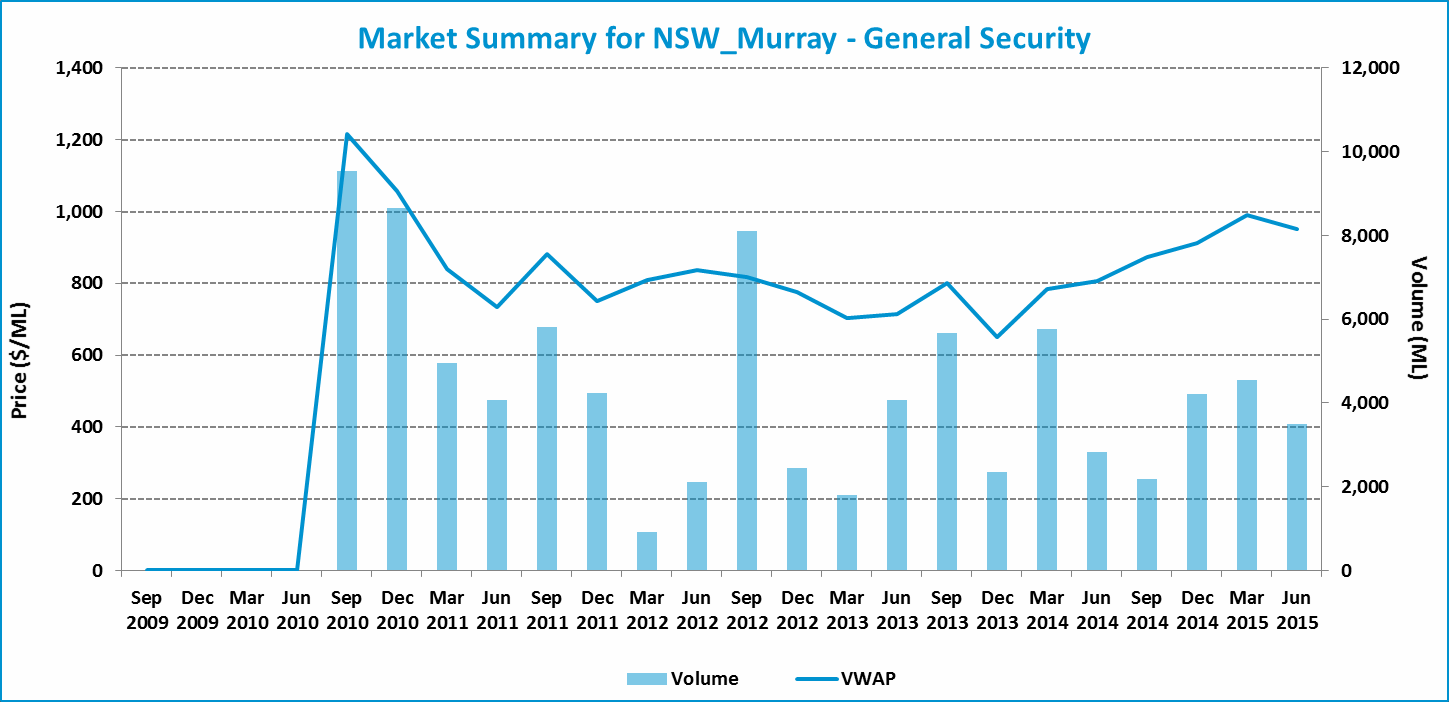 Market Summary for NSW_Murray - General Security
1,400
1,200
1,000
800
600
400
200
0
Price ($/ML)
12,000
10,000
8,000
6,000
4,000
2,000
0
Volume (ML)
Sep Dec Mar Jun Sep Dec Mar Jun Sep Dec Mar Jun Sep Dec Mar Jun Sep Dec Mar Jun Sep Dec Mar Jun
2009 2009 2010 2010 2010 2010 2011 2011 2011 2011 2012 2012 2012 2012 2013 2013 2013 2013 2014 2014 2014 2014 2015 2015
Volume VWAP